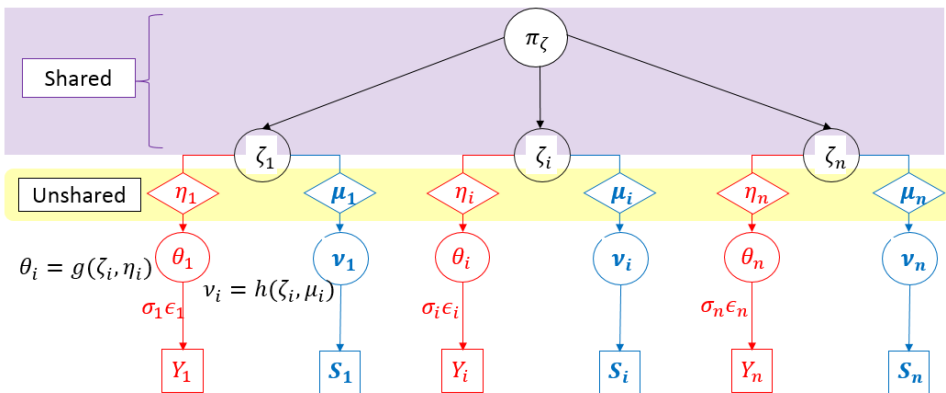 π_ζ
Shared
ζ_1 ζ_i ζ_n
Unshared
η_1 μ_1 η_i μ_i η_n μ_n
θ_i = g(ζ_i, η_i)
θ_1 ν_1 θ_i ν_i θ_n ν_n
ν_i = h(ζ_i, μ_i)
σ_1ϵ_1 σ_iϵ_i σ_nϵ_n
Y_1 S_1 Y_i S_i Y_n S_n